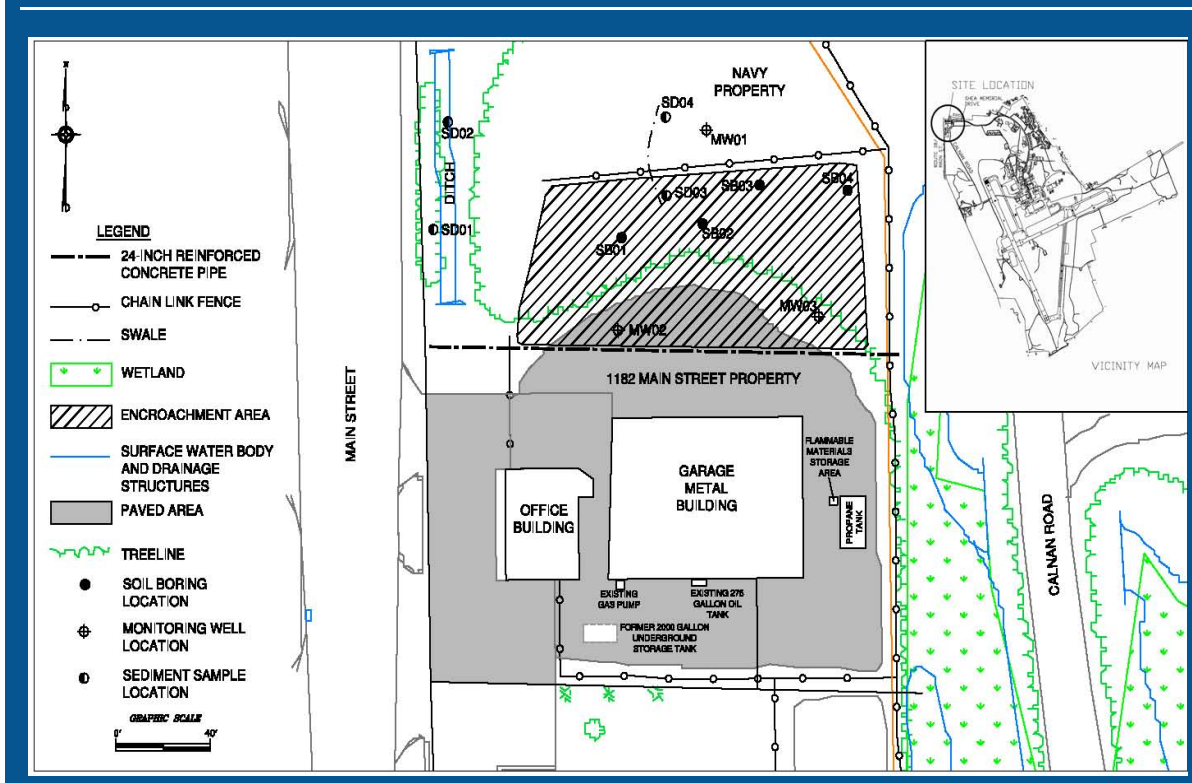 N
LEGEND
24-INCH REINFORCED
CONCRETE PIPE
CHAIN LINK FENCE
SWALE
WETLAND
ENCROACHMENT AREA
SURFACE WATER BODY
AND DRAINAGE
STRUCTURES
PAVED AREA
TREELINE
SOIL BORING
LOCATION
MONITORING WELL
LOCATION
SEDIMENT SAMPLE
LOCATION
GRAPHIC SCALE
0'
40'
MAIN STREET
SD02
DITCH
SD01
NAVY
PROPERTY
SD04
MW01
SD03
SB03
SB04
SB01
SB02
MW02
MW03
1182 MAIN STREET PROPERTY
OFFICE
BUILDING
GARAGE
METAL
BUILDING
FLAMMABLE
MATERIALS
STORAGE
AREA
PROPANE
TANK
EXISTING
GAS PUMP
EXISTING 275
GALLON OIL
TANK
FORMER 2000 GALLON
UNDERGROUND
STORAGE TANK
CALNAN ROAD
SITE LOCATION
SHEA MEMORIAL
DRIVE
VICINITY MAP